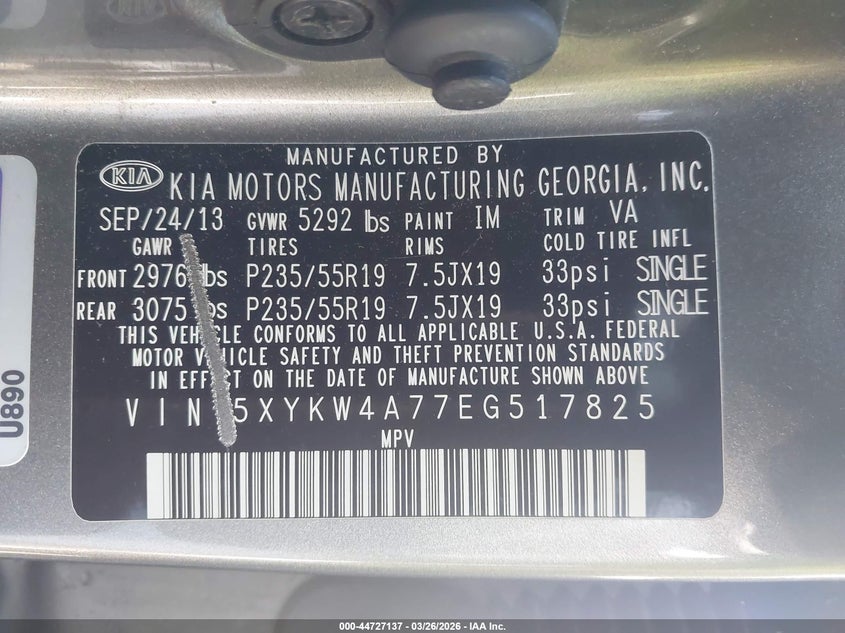 MANUFACTURED BY
KIA KIA MOTORS MANUFACTURING GEORGIA, INC.
SEP/24/13 GVWR 5292 lbs PAINT IM TRIM VA
GAWR TIRES RIMS COLD TIRE INFL
FRONT 2976 lbs P235/55R19 7.5JX19 33psi SINGLE
REAR 3075 lbs P235/55R19 7.5JX19 33psi SINGLE
THIS VEHICLE CONFORMS TO ALL APPLICABLE U.S.A. FEDERAL
MOTOR VEHICLE SAFETY AND THEFT PREVENTION STANDARDS
IN EFFECT ON THE DATE OF MANUFACTURE SHOWN ABOVE
VIN 5XYKW4A77EG517825
MPV
U890
000-44727137 - 03/26/2026 - IAA Inc.